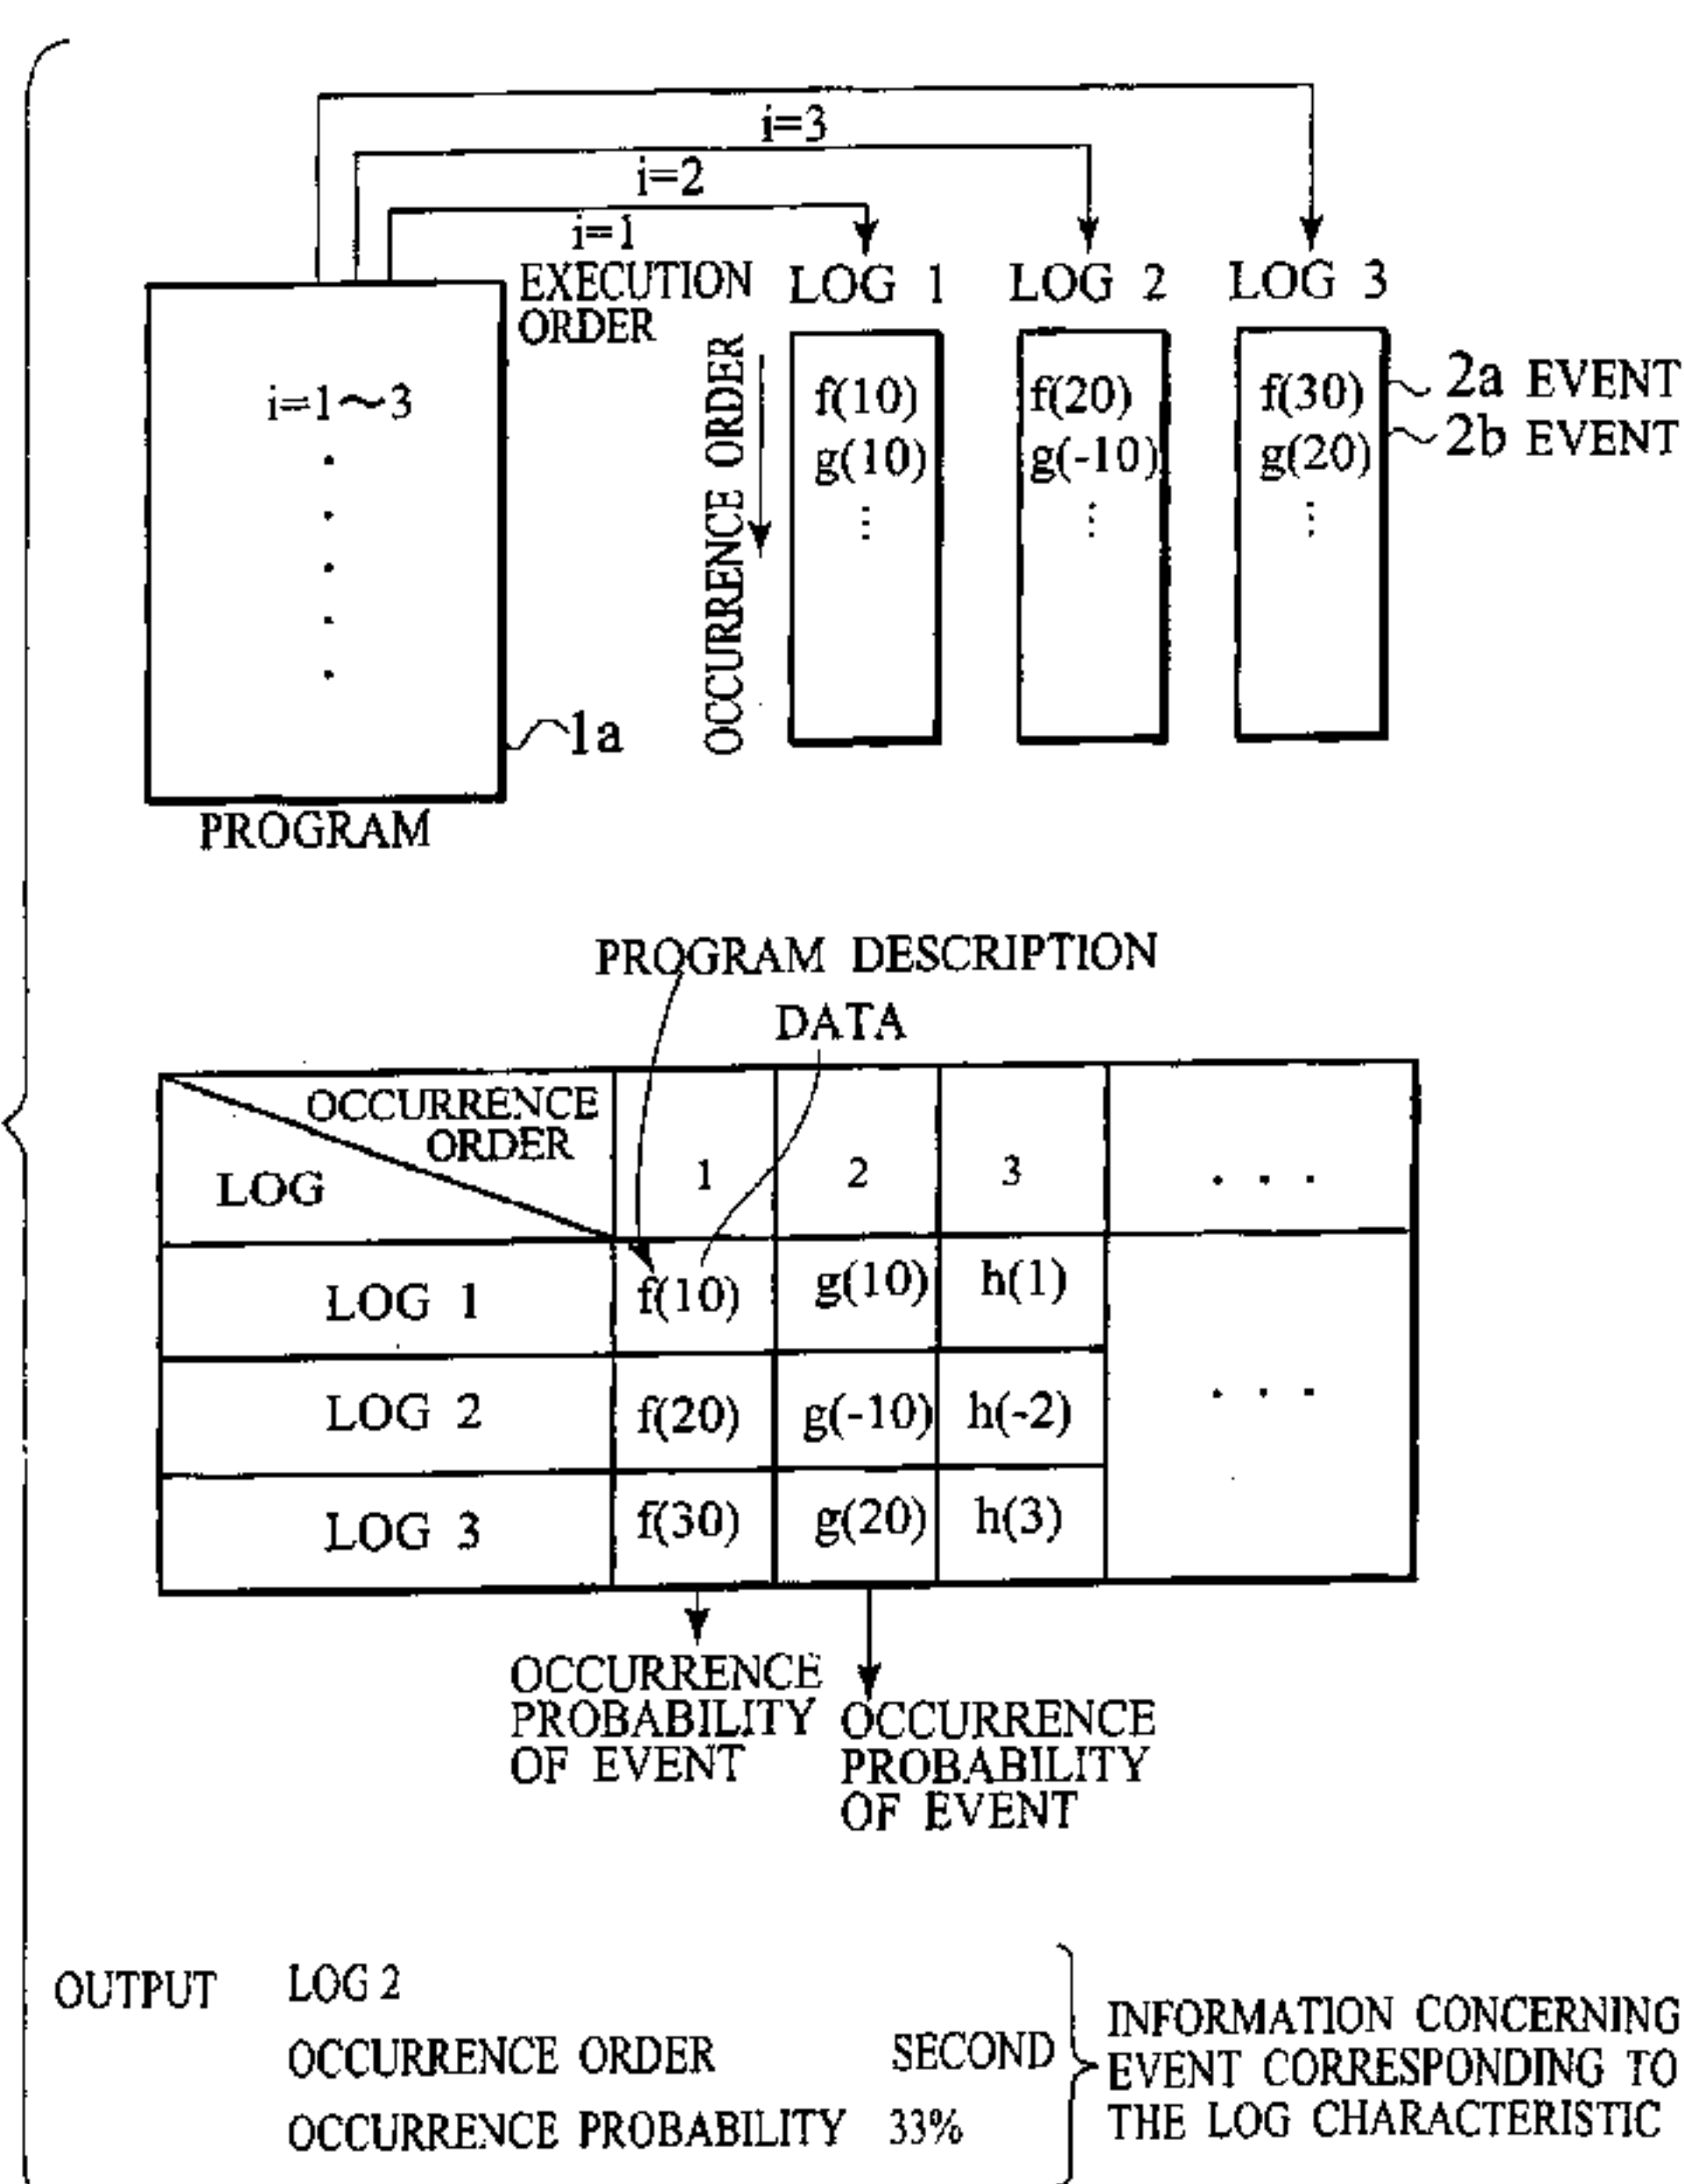 i=3
i=2
i=1
EXECUTION
ORDER
LOG 1
LOG 2
LOG 3
i=1~3
.
.
.
.
.
1a
PROGRAM
OCCURRENCE ORDER
f(10)
g(10)
⋮
f(20)
g(-10)
⋮
f(30)
g(20)
⋮
2a EVENT
2b EVENT
PROGRAM DESCRIPTION
DATA
OCCURRENCE
ORDER
LOG
1
2
3
. . .
LOG 1
f(10)
g(10)
h(1)
LOG 2
f(20)
g(-10)
h(-2)
. . .
LOG 3
f(30)
g(20)
h(3)
OCCURRENCE
PROBABILITY
OF EVENT
OCCURRENCE
PROBABILITY
OF EVENT
OUTPUT
LOG 2
OCCURRENCE ORDER SECOND
OCCURRENCE PROBABILITY 33%
INFORMATION CONCERNING
EVENT CORRESPONDING TO
THE LOG CHARACTERISTIC